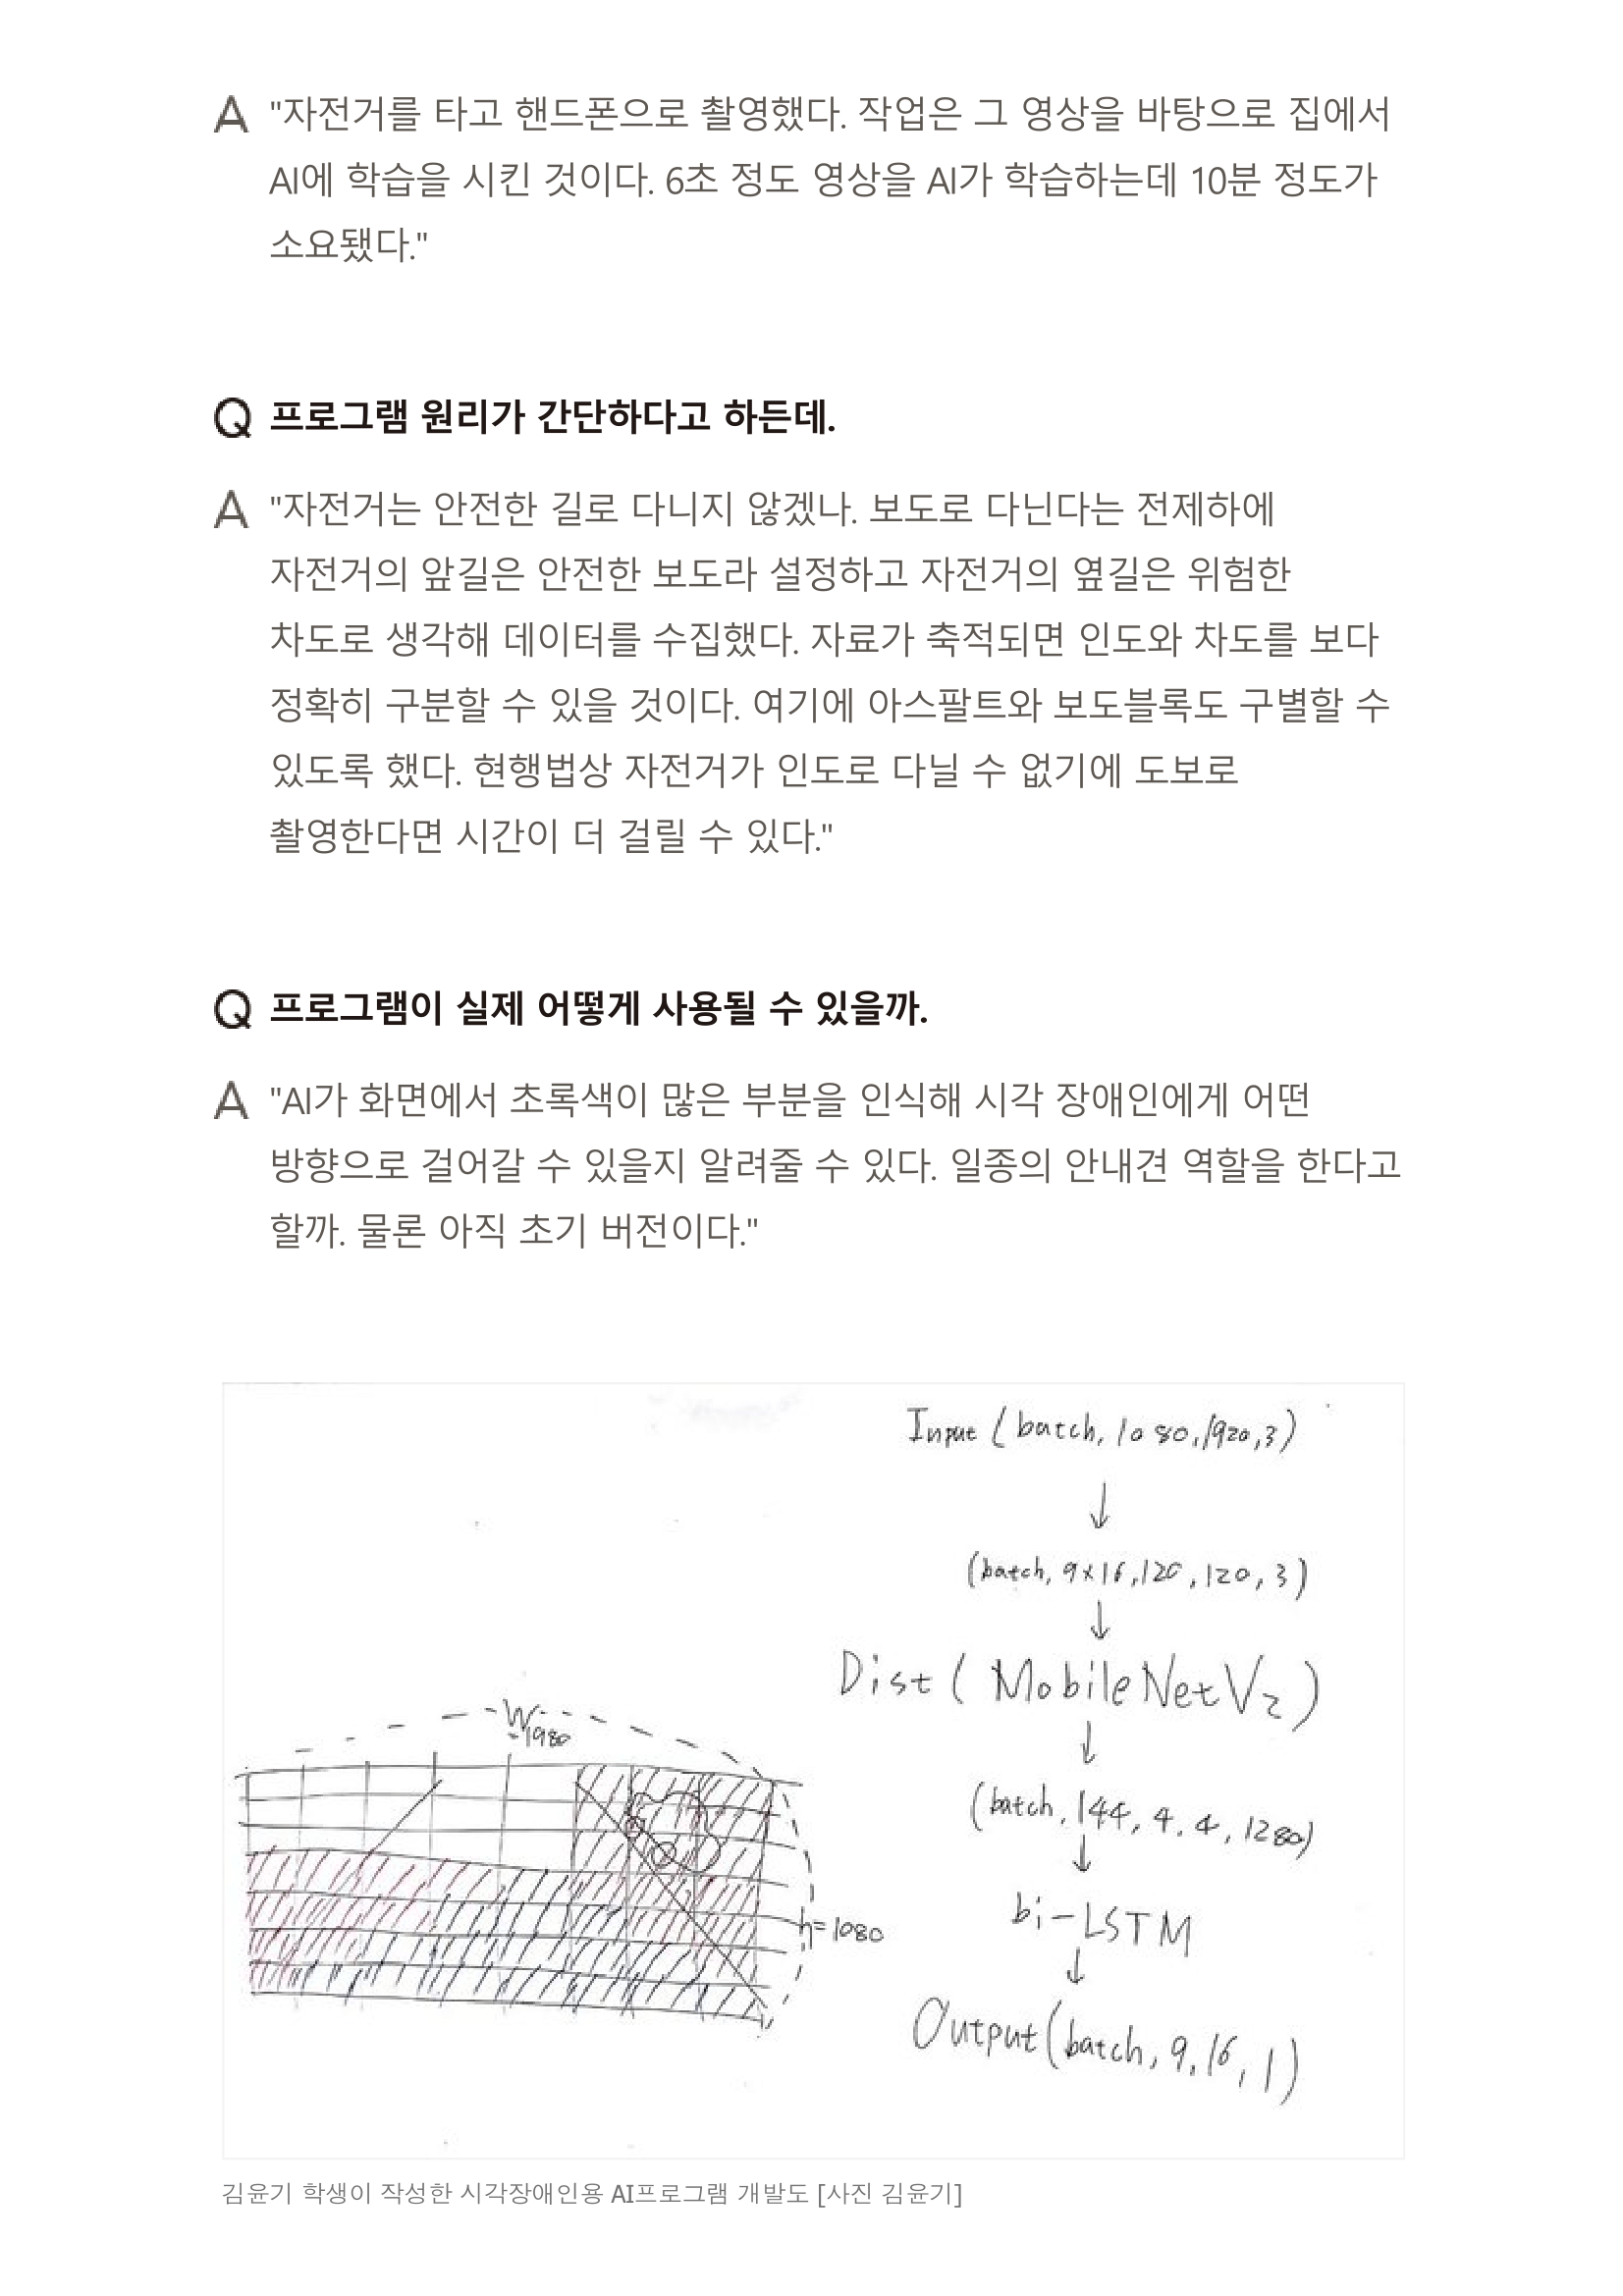 A "자전거를 타고 핸드폰으로 촬영했다. 작업은 그 영상을 바탕으로 집에서
AI에 학습을 시킨 것이다. 6초 정도 영상을 AI가 학습하는데 10분 정도가
소요됐다."
Q 프로그램 원리가 간단하다고 하든데.
A "자전거는 안전한 길로 다니지 않겠나. 보도로 다닌다는 전제하에
자전거의 앞길은 안전한 보도라 설정하고 자전거의 옆길은 위험한
차도로 생각해 데이터를 수집했다. 자료가 축적되면 인도와 차도를 보다
정확히 구분할 수 있을 것이다. 여기에 아스팔트와 보도블록도 구별할 수
있도록 했다. 현행법상 자전거가 인도로 다닐 수 없기에 도보로
촬영한다면 시간이 더 걸릴 수 있다."
Q 프로그램이 실제 어떻게 사용될 수 있을까.
A "AI가 화면에서 초록색이 많은 부분을 인식해 시각 장애인에게 어떤
방향으로 걸어갈 수 있을지 알려줄 수 있다. 일종의 안내견 역할을 한다고
할까. 물론 아직 초기 버전이다."
Input (batch, 1080, 1920, 3)
(batch, 9x16, 120, 120, 3)
Dist (MobileNetV2)
(batch, 144, 4, 4, 1280)
bi-LSTM
Output (batch, 9, 16, 1)
W=1980
h=1080
김윤기 학생이 작성한 시각장애인용 AI프로그램 개발도 [사진 김윤기]